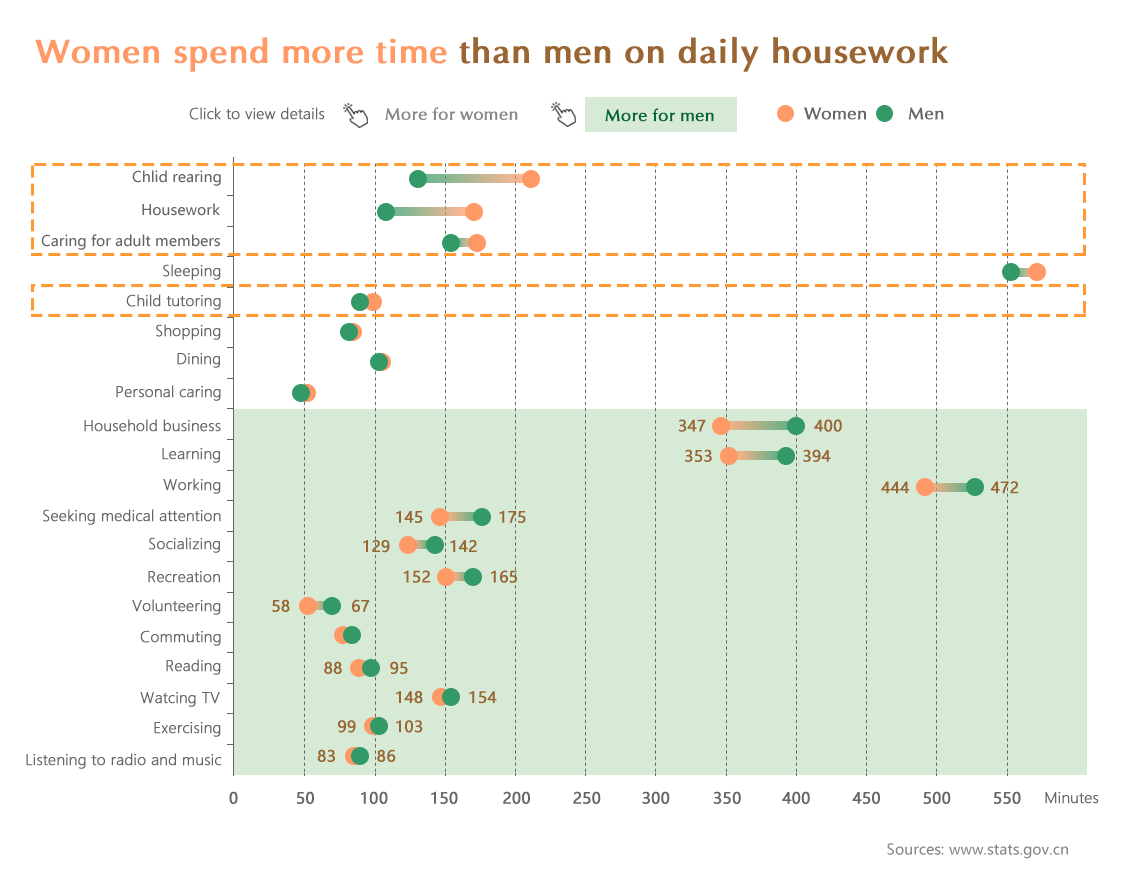 Women spend more time than men on daily housework
Click to view details More for women More for men Women Men
Chlid rearing
Housework
Caring for adult members
Sleeping
Child tutoring
Shopping
Dining
Personal caring
Household business 347 400
Learning 353 394
Working 444 472
Seeking medical attention 145 175
Socializing 129 142
Recreation 152 165
Volunteering 58 67
Commuting
Reading 88 95
Watcing TV 148 154
Exercising 99 103
Listening to radio and music 83 86
0 50 100 150 200 250 300 350 400 450 500 550 Minutes
Sources: www.stats.gov.cn